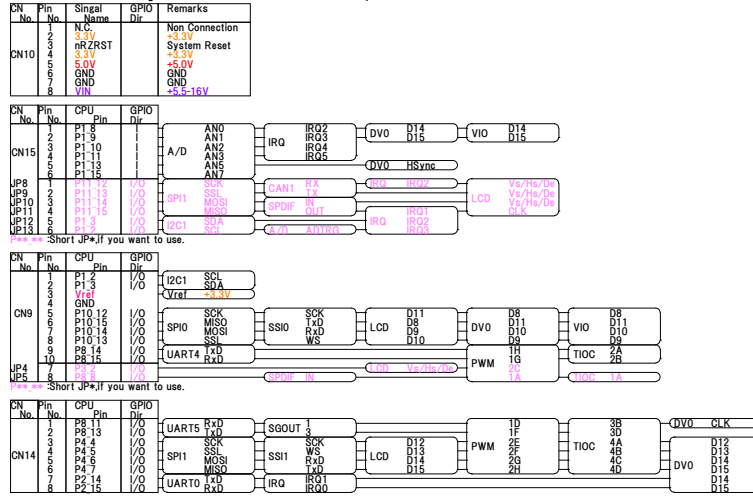 CN No. Pin No. Singal Name GPIO Dir Remarks
CN10
1 N.C. Non Connection
2 3.3V +3.3V
3 nRZRST System Reset
4 3.3V +3.3V
5 5.0V +5.0V
6 GND GND
7 GND GND
8 VIN +5.5-16V
CN No. Pin No. CPU Pin GPIO Dir
CN15
1 P1_8 I A/D AN0 IRQ IRQ2 DV0 D14 VIO D14
2 P1_9 I AN1 IRQ3 D15 D15
3 P1_10 I AN2 IRQ4
4 P1_11 I AN3 IRQ5
5 P1_13 I AN5 DV0 HSync
6 P1_15 I AN7
JP8 1 P11_12 I/O SPI1 SCK CAN1 RX IRQ IRQ2 LCD Vs/Hs/De
JP9 2 P11_13 I/O SSL TX Vs/Hs/De
JP10 3 P11_14 I/O MOSI SPDIF IN Vs/Hs/De
JP11 4 P11_15 I/O MISO OUT IRQ IRQ1 CLK
JP12 5 P1_3 I/O I2C1 SDA IRQ2
JP13 6 P1_2 I/O SCL A/D ADTRG IRQ3
P**_** :Short JP*,if you want to use.
CN No. Pin No. CPU Pin GPIO Dir
CN9
1 P1_2 I/O I2C1 SCL
2 P1_3 I/O SDA
3 Vref Vref +3.3V
4 GND
5 P10_12 I/O SPI0 SCK SSI0 SCK LCD D11 DV0 D8 VIO D8
6 P10_15 I/O MISO TxD D8 D11 D11
7 P10_14 I/O MOSI RxD D9 D10 D10
8 P10_13 I/O SSL WS D10 D9 D9
9 P8_14 I/O UART4 TxD PWM 1H TIOC 2A
10 P8_15 I/O RxD 1G 2B
JP4 7 P3_2 I/O LCD Vs/Hs/De 2C
JP5 8 P3_8 I/O SPDIF IN 1A TIOC 1A
P**_** :Short JP*,if you want to use.
CN No. Pin No. CPU Pin GPIO Dir
CN14
1 P8_11 I/O UART5 RxD SGOUT 1 PWM 1D TIOC 3B DV0 CLK
2 P8_13 I/O TxD 3 1F 3D
3 P4_4 I/O SPI1 SCK SSI1 SCK LCD D12 2E 4A DV0 D12
4 P4_5 I/O SSL WS D13 2F 4B D13
5 P4_6 I/O MOSI RxD D14 2G 4C D14
6 P4_7 I/O MISO TxD D15 2H 4D D15
7 P2_14 I/O UART0 TxD IRQ IRQ1 D14
8 P2_15 I/O RxD IRQ0 D15